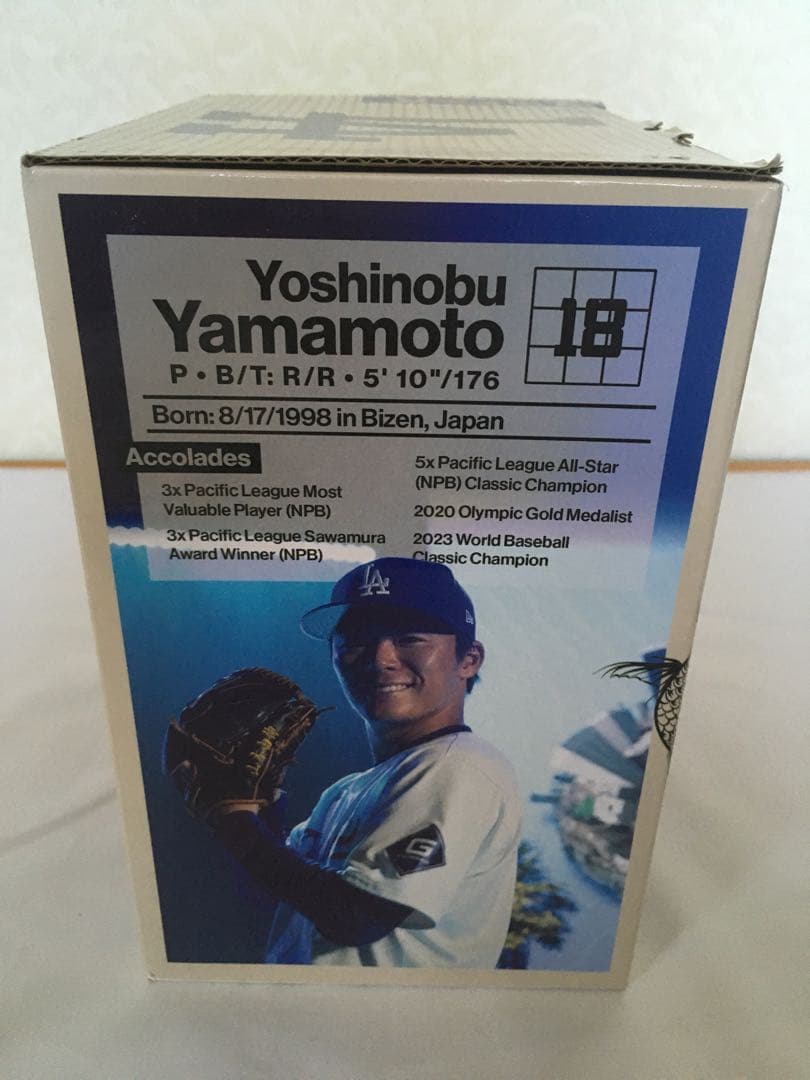 Yoshinobu
Yamamoto
18
P • B/T: R/R • 5' 10"/176
Born: 8/17/1998 in Bizen, Japan
Accolades
3x Pacific League Most
Valuable Player (NPB)
3x Pacific League Sawamura
Award Winner (NPB)
5x Pacific League All-Star
(NPB) Classic Champion
2020 Olympic Gold Medalist
2023 World Baseball
Classic Champion
LA
G